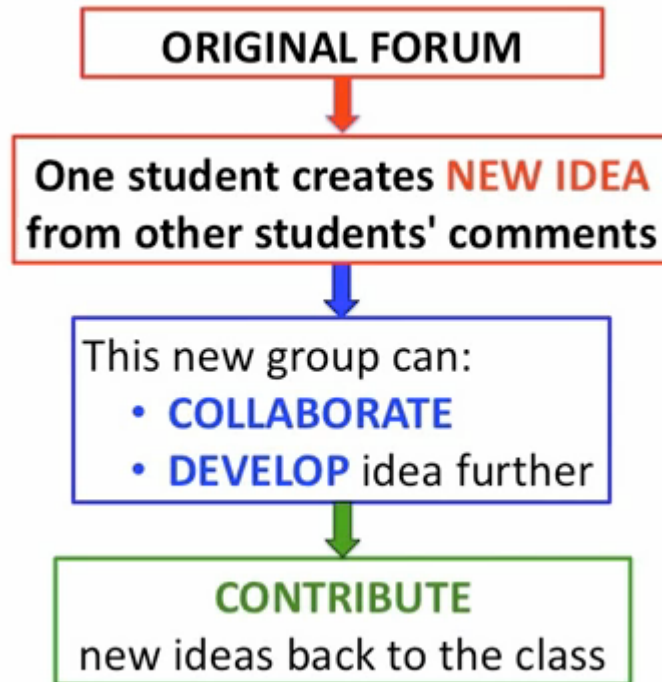 ORIGINAL FORUM
One student creates NEW IDEA
from other students' comments
This new group can:
• COLLABORATE
• DEVELOP idea further
CONTRIBUTE
new ideas back to the class